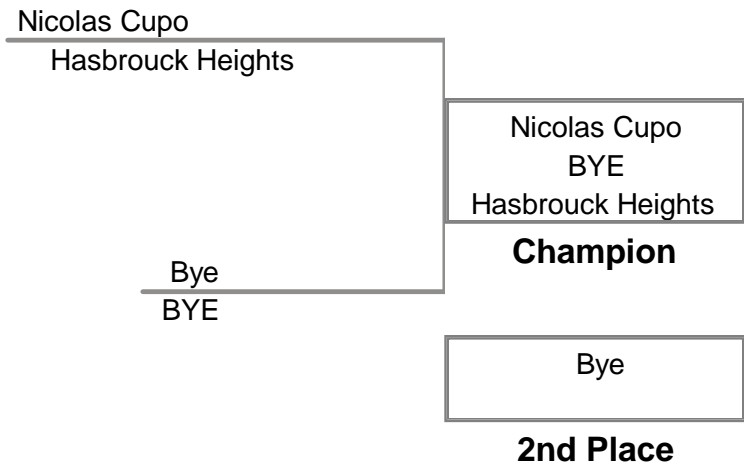 Nicolas Cupo
Hasbrouck Heights
Nicolas Cupo
BYE
Hasbrouck Heights
Champion
Bye
BYE
Bye
2nd Place